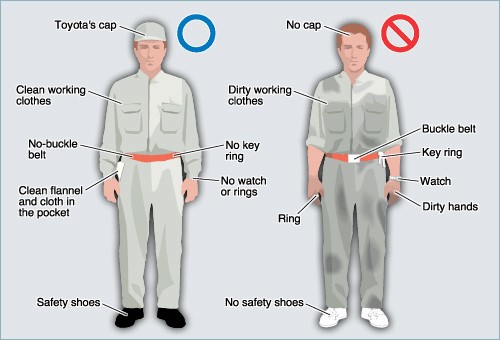 Toyota's cap
Clean working
clothes
No-buckle
belt
Clean flannel
and cloth in
the pocket
Safety shoes
No key
ring
No watch
or rings
No cap
Dirty working
clothes
Buckle belt
Key ring
Watch
Dirty hands
Ring
No safety shoes